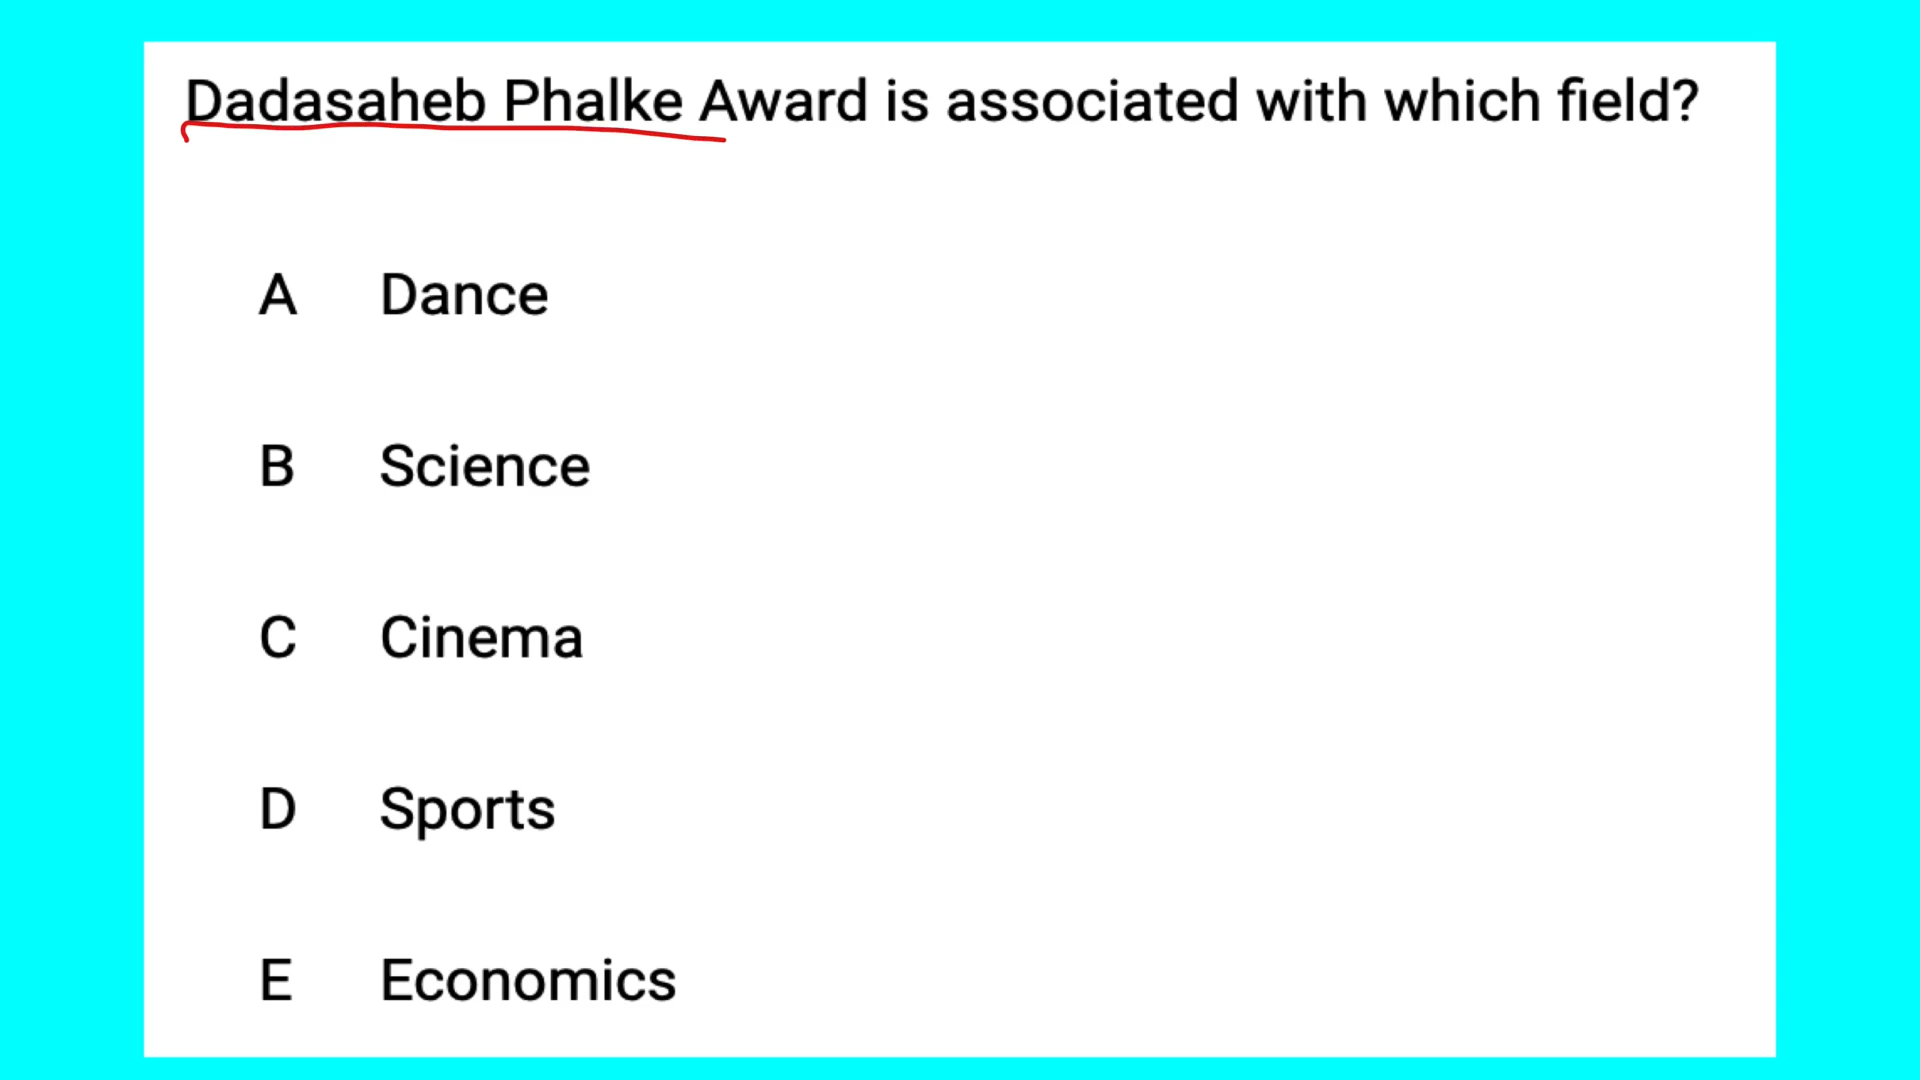 Dadasaheb Phalke Award is associated with which field?
A Dance
B Science
C Cinema
D Sports
E Economics